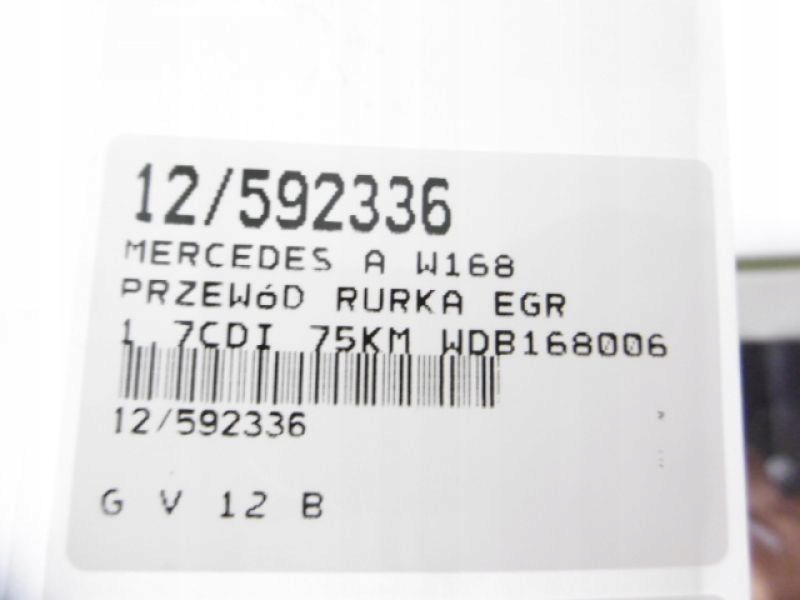 12/592336
MERCEDES A W168
PRZEWóD RURKA EGR
1.7CDI 75KM WDB168006
12/592336
G V 12 B